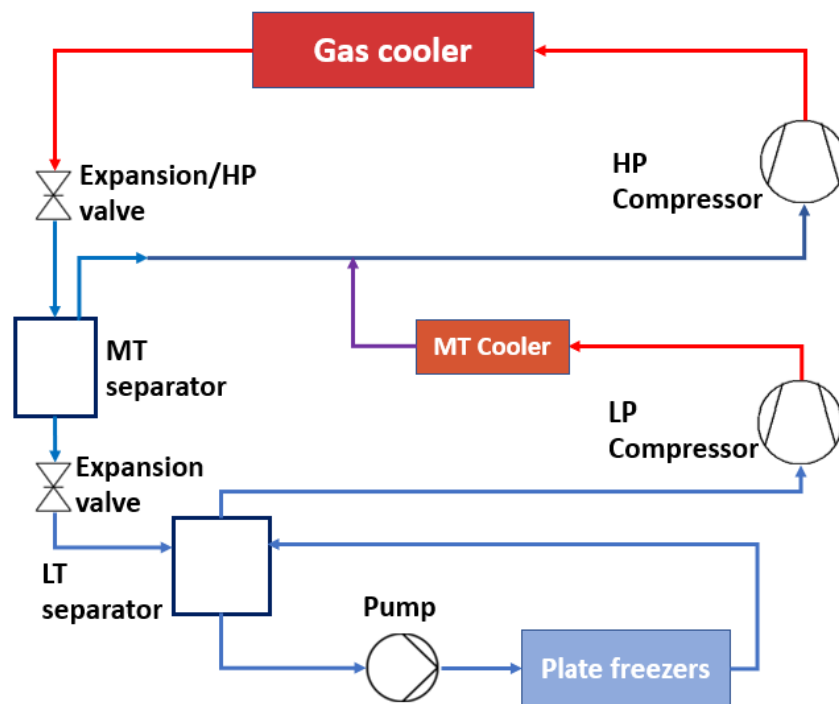 Gas cooler
Expansion/HP
valve
HP
Compressor
MT
separator
MT Cooler
LP
Compressor
Expansion
valve
LT
separator
Pump
Plate freezers